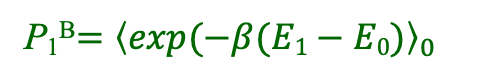 P₁ᴮ= ⟨exp(−β(E₁ − E₀)⟩₀